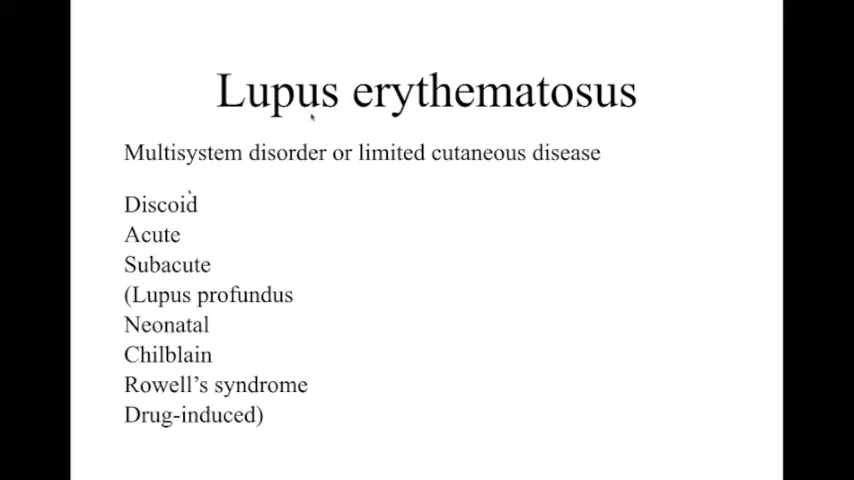 Lupus erythematosus
Multisystem disorder or limited cutaneous disease
Discoid
Acute
Subacute
(Lupus profundus
Neonatal
Chilblain
Rowell’s syndrome
Drug-induced)